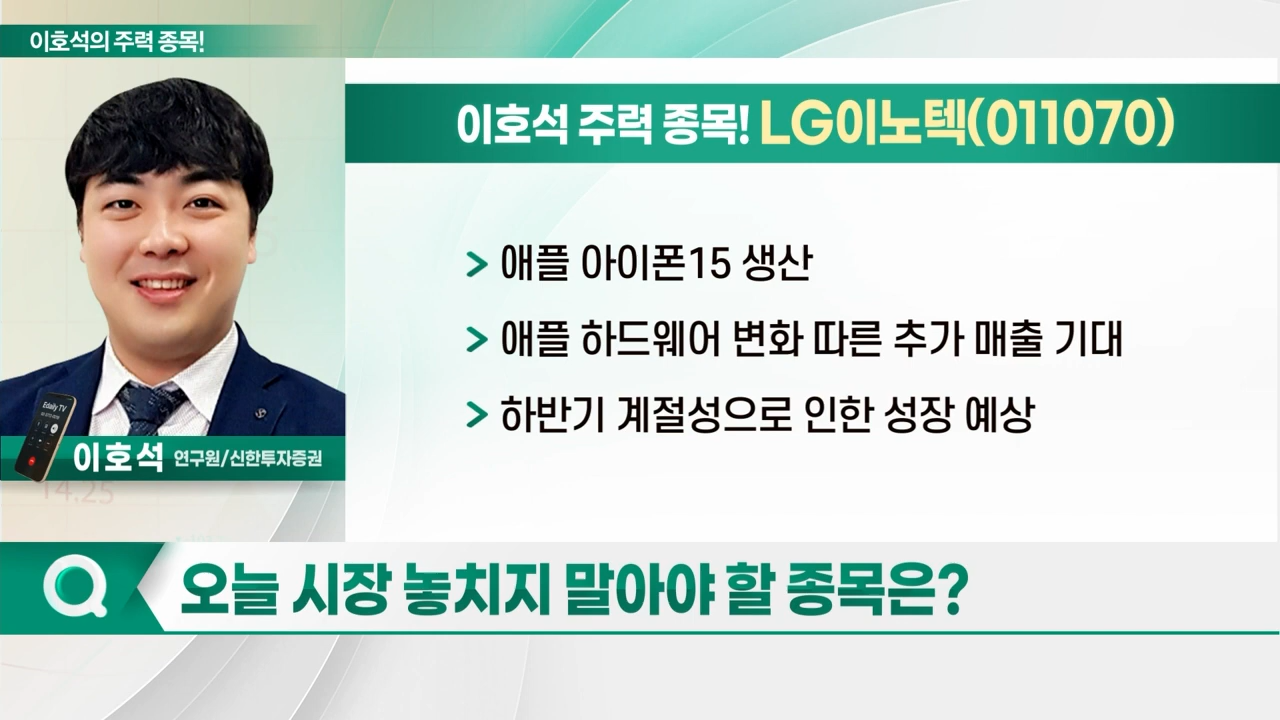 이호석의 주력 종목!
이호석 주력 종목! LG이노텍(011070)
> 애플 아이폰15 생산
> 애플 하드웨어 변화 따른 추가 매출 기대
> 하반기 계절성으로 인한 성장 예상
Edaily TV
이호석 연구원/신한투자증권
14.25
오늘 시장 놓치지 말아야 할 종목은?